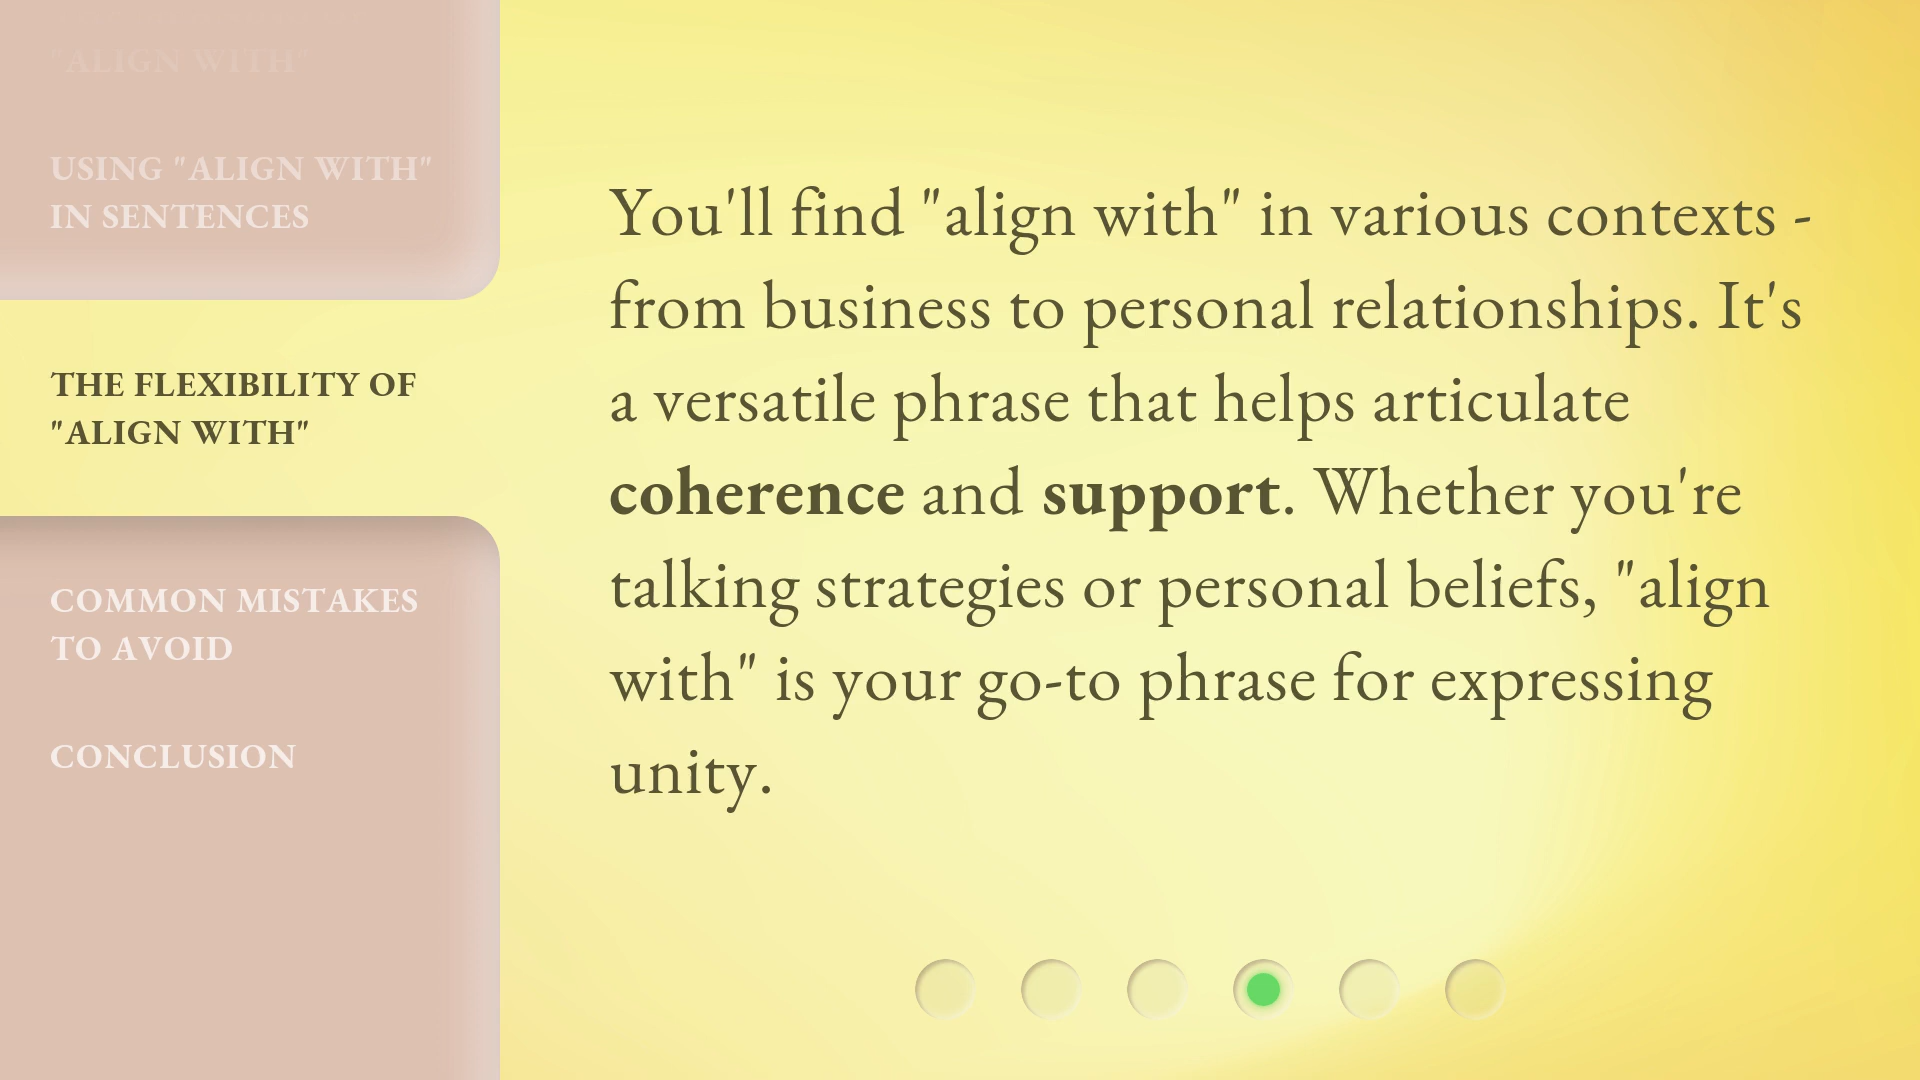 "ALIGN WITH"
USING "ALIGN WITH"
IN SENTENCES
THE FLEXIBILITY OF
"ALIGN WITH"
COMMON MISTAKES
TO AVOID
CONCLUSION
You'll find "align with" in various contexts -
from business to personal relationships. It's
a versatile phrase that helps articulate
coherence and support. Whether you're
talking strategies or personal beliefs, "align
with" is your go-to phrase for expressing
unity.